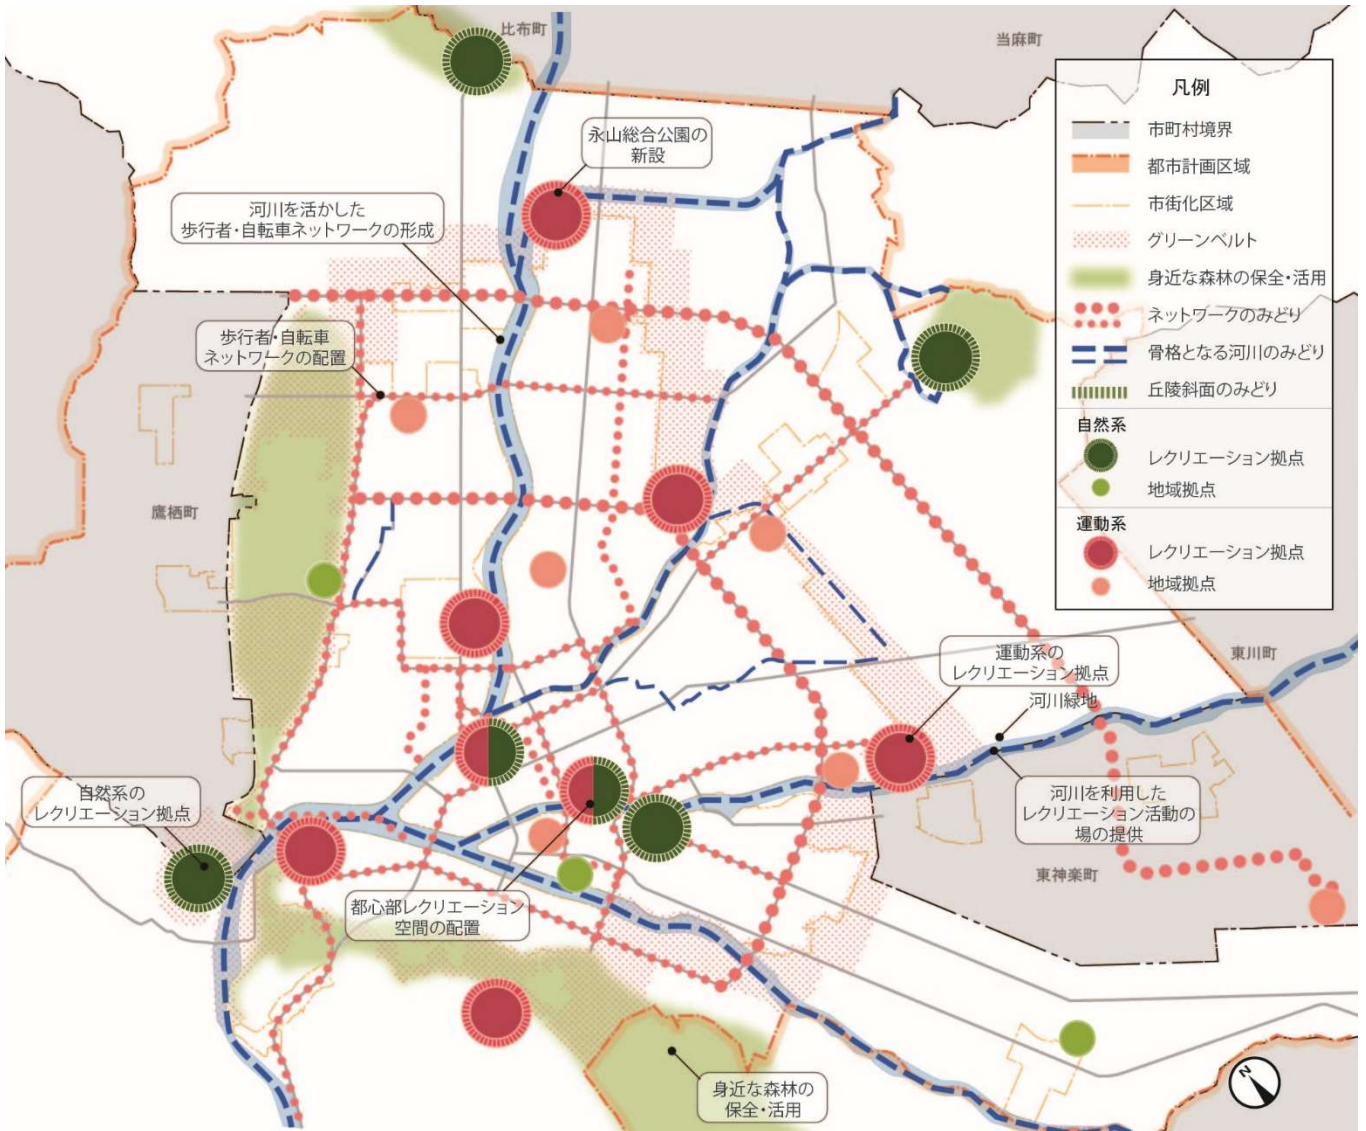 比布町
当麻町
凡例
市町村境界
都市計画区域
市街化区域
グリーンベルト
身近な森林の保全・活用
ネットワークのみどり
骨格となる河川のみどり
丘陵斜面のみどり
自然系
レクリエーション拠点
地域拠点
運動系
レクリエーション拠点
地域拠点
永山総合公園の
新設
河川を活かした
歩行者・自転車ネットワークの形成
歩行者・自転車
ネットワークの配置
鷹栖町
東川町
運動系の
レクリエーション拠点
河川緑地
自然系の
レクリエーション拠点
河川を利用した
レクリエーション活動の
場の提供
東神楽町
都心部レクリエーション
空間の配置
身近な森林の
保全・活用
N